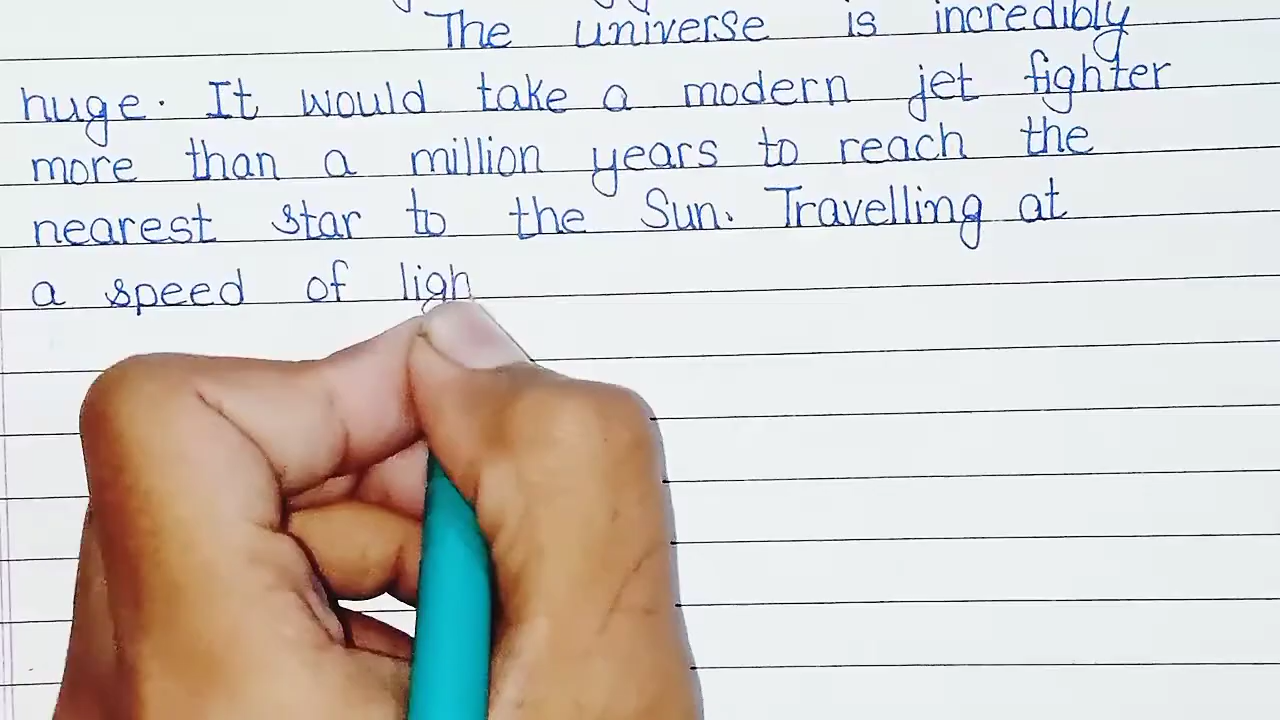 The universe is incredibly
huge. It would take a modern jet fighter
more than a million years to reach the
nearest star to the Sun. Travelling at
a speed of ligh